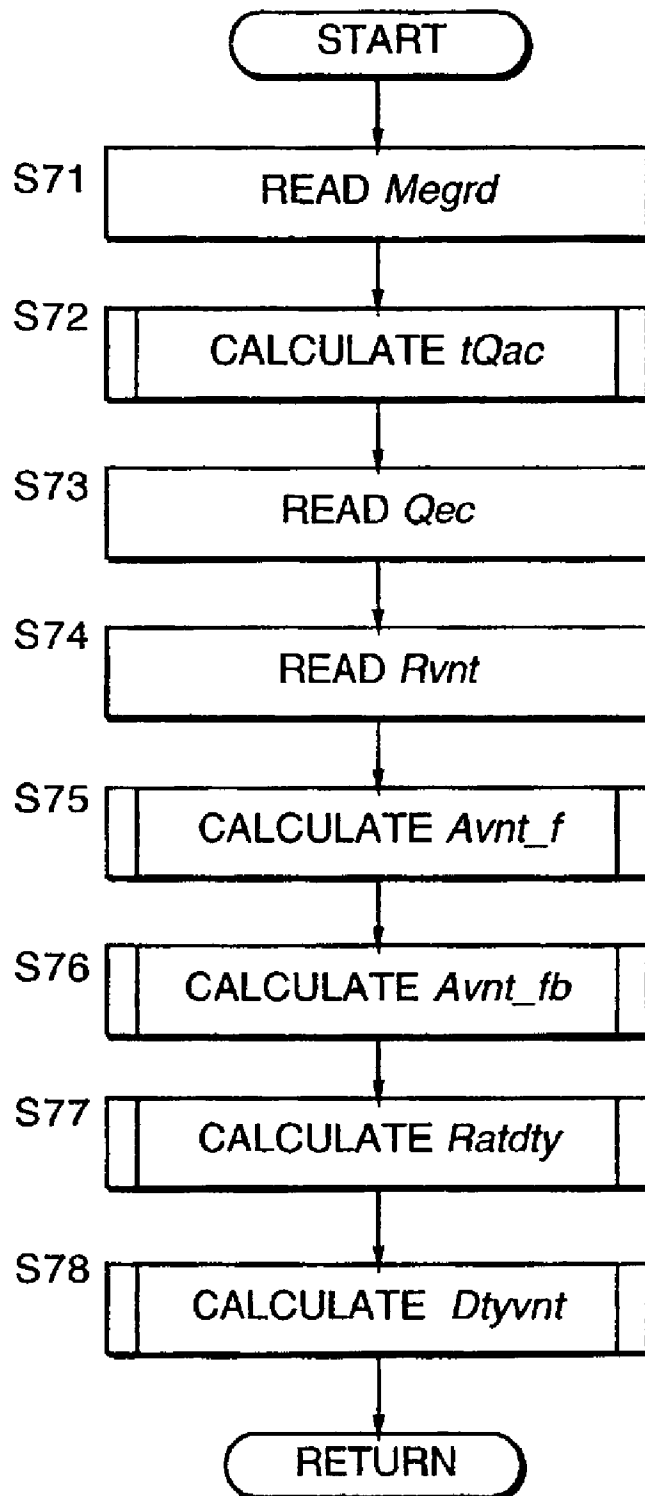 START
S71
READ Megrd
S72
CALCULATE tQac
S73
READ Qec
S74
READ Rvnt
S75
CALCULATE Avnt_f
S76
CALCULATE Avnt_fb
S77
CALCULATE Ratdty
S78
CALCULATE Dtyvnt
RETURN